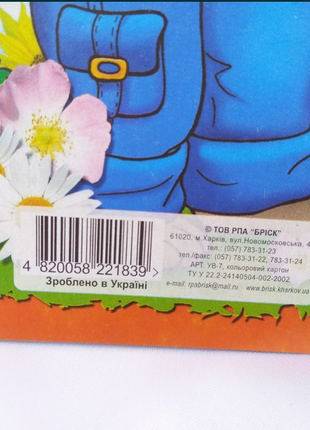 © ТОВ РПА "БРІСК"
61020, м.Харків, вул.Новомосковська, 4
тел.: (057) 783-31-23
тел./факс: (057) 783-31-22, 783-31-24
АРТ. УВ-7, кольоровий картон
ТУ У 22.2-24140504-002-2002
e-mail: rpabrisk@mail.ru www.brisk.kharkov.ua
4 820058 221839 >
Зроблено в Україні